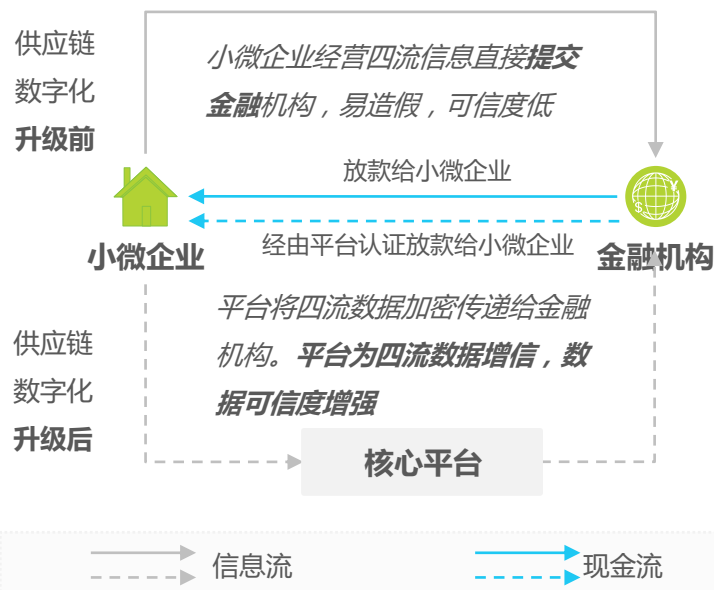 供应链
数字化
升级前
小微企业经营四流信息直接提交
金融机构，易造假，可信度低
放款给小微企业
经由平台认证放款给小微企业
小微企业
金融机构
平台将四流数据加密传递给金融
机构。平台为四流数据增信，数
据可信度增强
供应链
数字化
升级后
核心平台
信息流
现金流